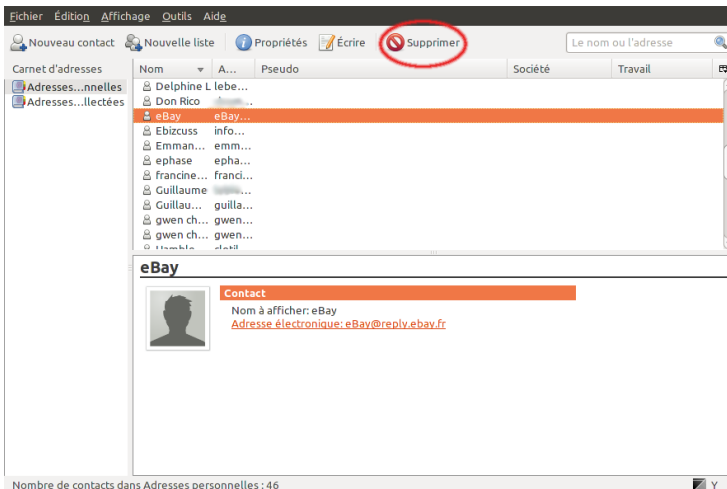 Fichier Édition Affichage Outils Aide
Nouveau contact Nouvelle liste Propriétés Écrire Supprimer Le nom ou l'adresse
Carnet d'adresses Nom A... Pseudo Société Travail
Adresses...nnelles
Adresses...llectées
Delphine L lebe...
Don Rico
eBay eBay...
Ebizcuss info...
Emman... emm...
ephase epha...
francine... franci...
Guillaume
Guillau... guilla...
gwen ch... gwen...
gwen ch... gwen...
eBay
Contact
Nom à afficher: eBay
Adresse électronique: eBay@reply.ebay.fr
Nombre de contacts dans Adresses personnelles : 46 Y